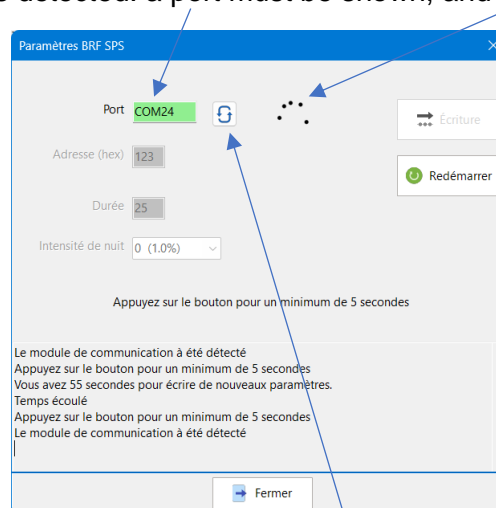 détecteur a port must be shown, and
Paramètres BRF SPS
Port COM24
Écriture
Adresse (hex) 123
Redémarrer
Durée 25
Intensité de nuit 0 (1.0%)
Appuyez sur le bouton pour un minimum de 5 secondes
Le module de communication à été détecté
Appuyez sur le bouton pour un minimum de 5 secondes
Vous avez 55 secondes pour écrire de nouveaux paramètres.
Temps écoulé
Appuyez sur le bouton pour un minimum de 5 secondes
Le module de communication à été détecté
Fermer